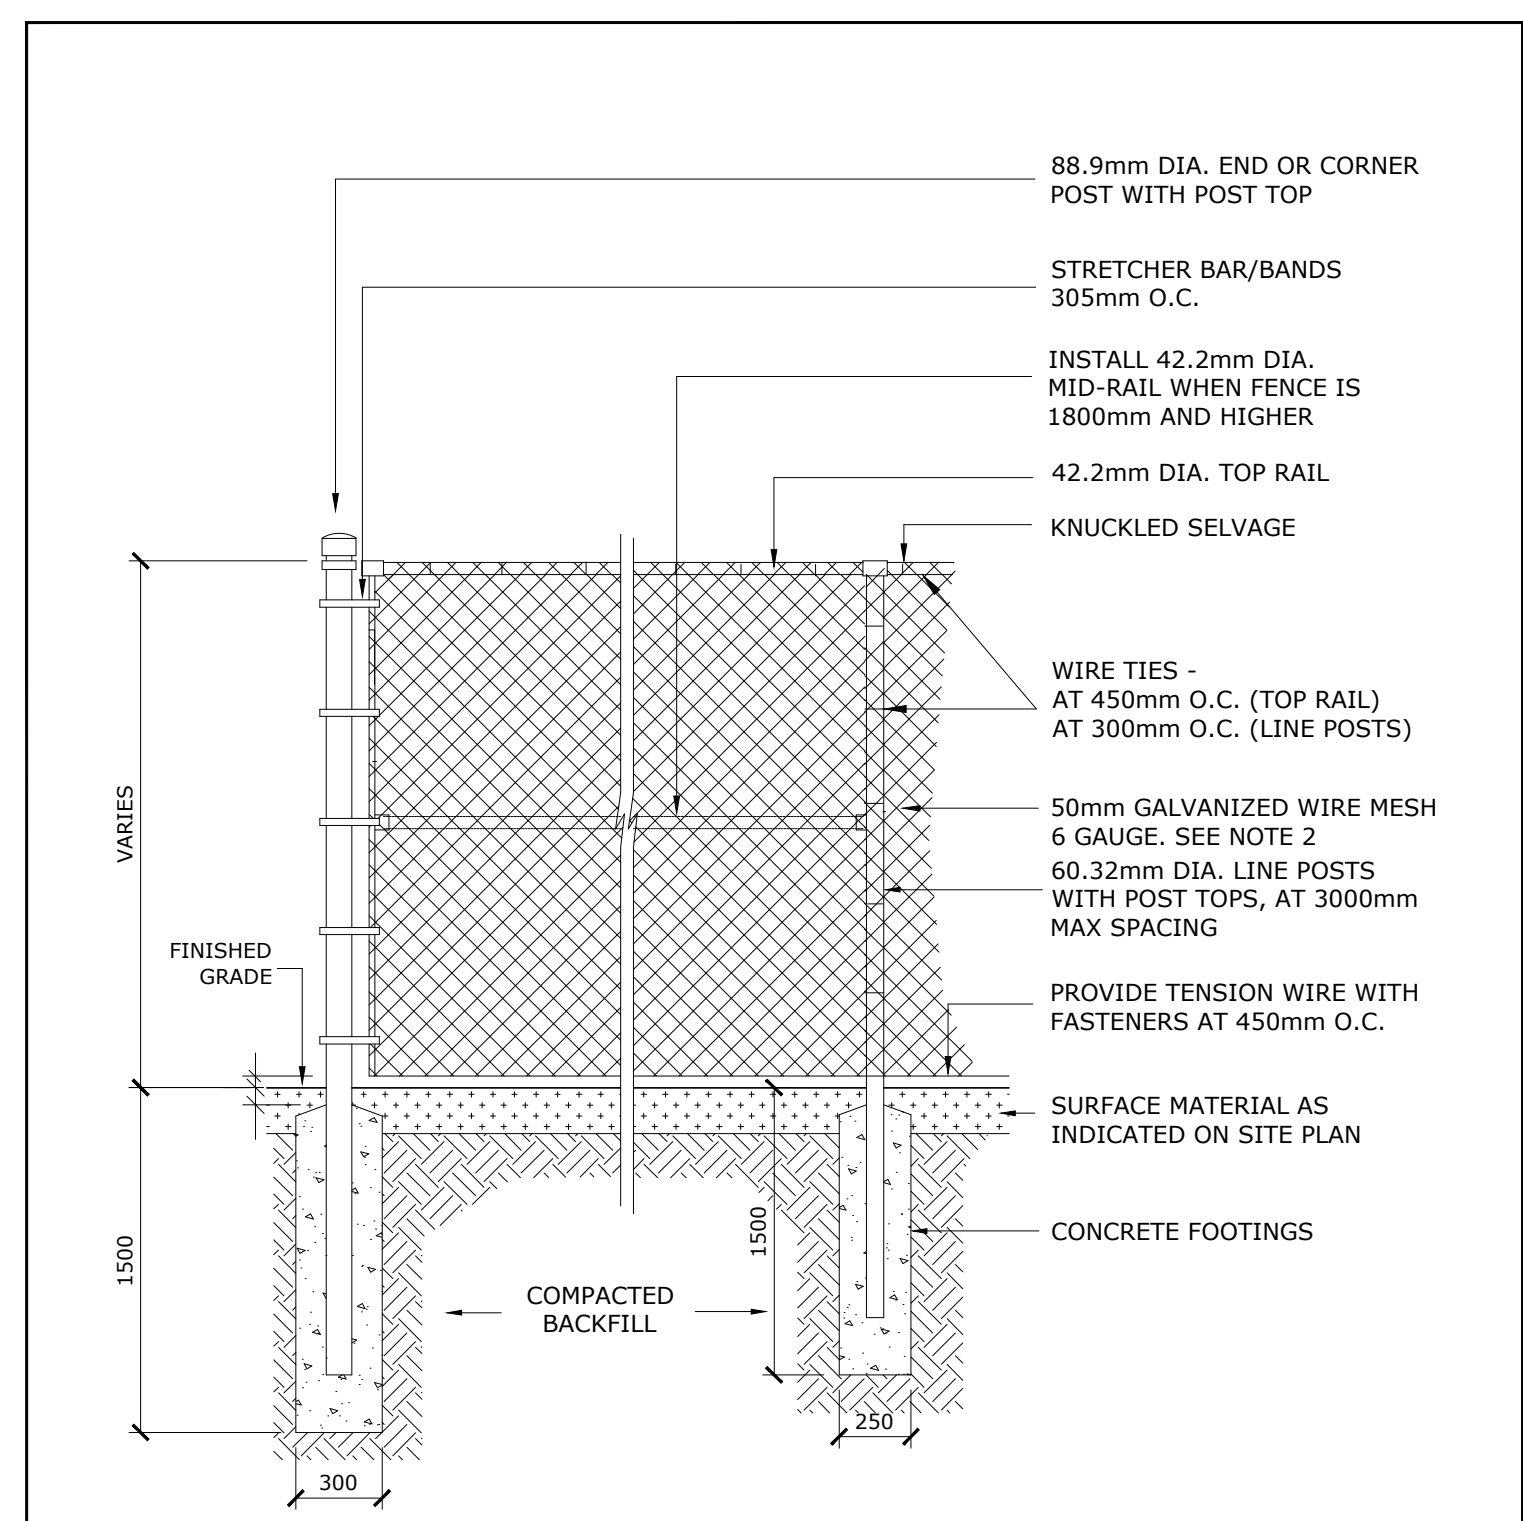 88.9mm DIA. END OR CORNER
POST WITH POST TOP
STRETCHER BAR/BANDS
305mm O.C.
INSTALL 42.2mm DIA.
MID-RAIL WHEN FENCE IS
1800mm AND HIGHER
42.2mm DIA. TOP RAIL
KNUCKLED SELVAGE
WIRE TIES -
AT 450mm O.C. (TOP RAIL)
AT 300mm O.C. (LINE POSTS)
VARIES
50mm GALVANIZED WIRE MESH
6 GAUGE. SEE NOTE 2
60.32mm DIA. LINE POSTS
WITH POST TOPS, AT 3000mm
MAX SPACING
FINISHED
GRADE
PROVIDE TENSION WIRE WITH
FASTENERS AT 450mm O.C.
SURFACE MATERIAL AS
INDICATED ON SITE PLAN
1500
1500
CONCRETE FOOTINGS
COMPACTED
BACKFILL
250
300